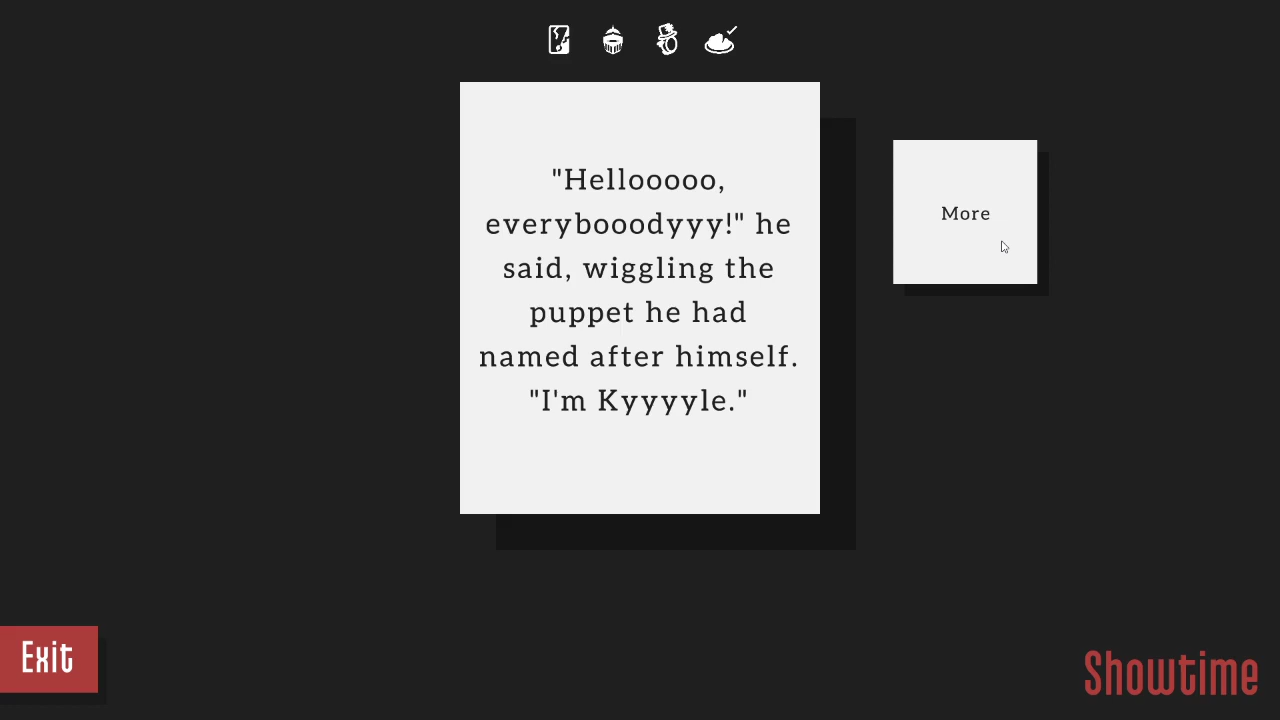 "Hellooooo,
everybooodyyy!" he
said, wiggling the
puppet he had
named after himself.
"I'm Kyyyyle."
More
Exit
Showtime